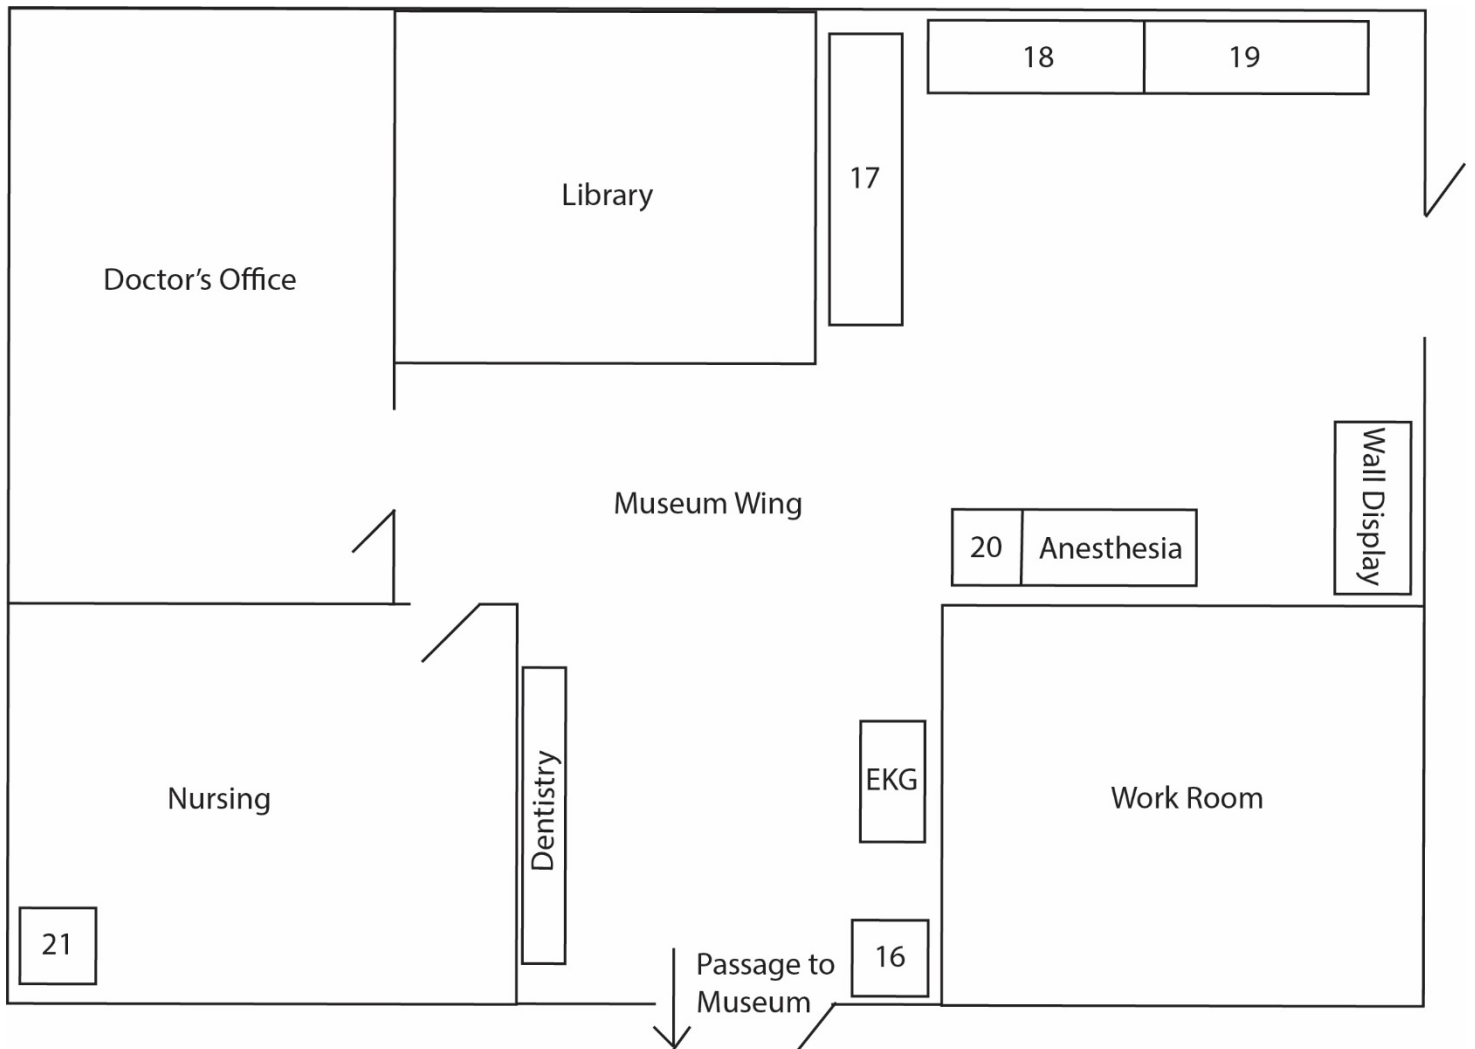 18
19
17
Library
Doctor’s Office
Wall Display
Museum Wing
20
Anesthesia
Dentistry
EKG
Nursing
Work Room
21
16
Passage to
Museum